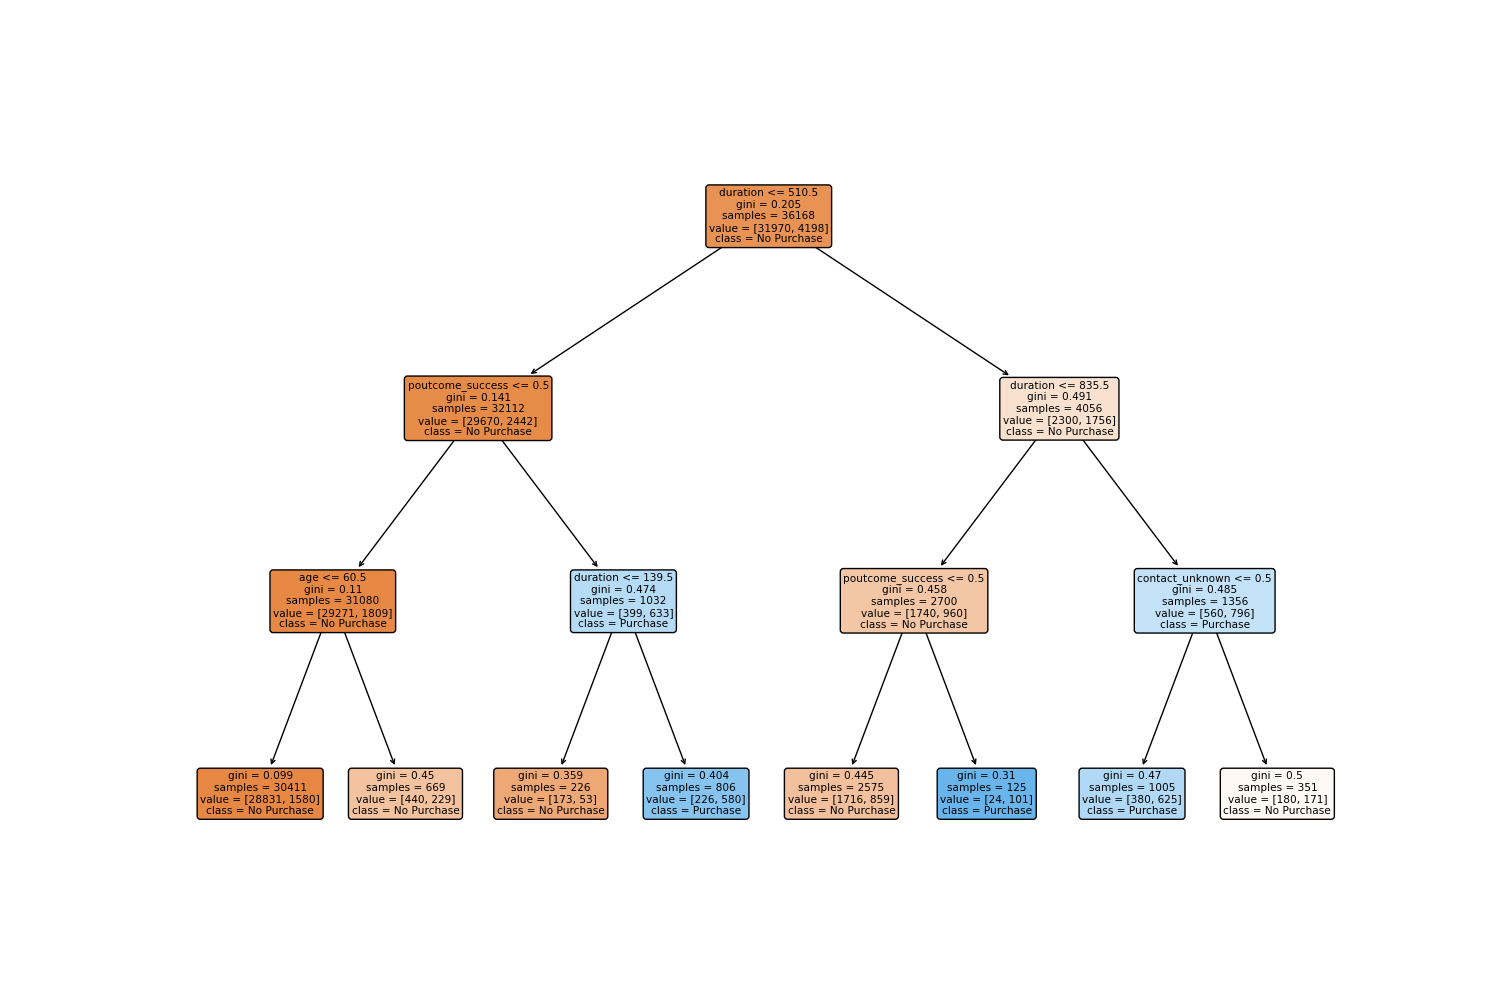 duration <= 510.5
gini = 0.205
samples = 36168
value = [31970, 4198]
class = No Purchase
poutcome_success <= 0.5
gini = 0.141
samples = 32112
value = [29670, 2442]
class = No Purchase
duration <= 835.5
gini = 0.491
samples = 4056
value = [2300, 1756]
class = No Purchase
age <= 60.5
gini = 0.11
samples = 31080
value = [29271, 1809]
class = No Purchase
duration <= 139.5
gini = 0.474
samples = 1032
value = [399, 633]
class = Purchase
poutcome_success <= 0.5
gini = 0.458
samples = 2700
value = [1740, 960]
class = No Purchase
contact_unknown <= 0.5
gini = 0.485
samples = 1356
value = [560, 796]
class = Purchase
gini = 0.099
samples = 30411
value = [28831, 1580]
class = No Purchase
gini = 0.45
samples = 669
value = [440, 229]
class = No Purchase
gini = 0.359
samples = 226
value = [173, 53]
class = No Purchase
gini = 0.404
samples = 806
value = [226, 580]
class = Purchase
gini = 0.445
samples = 2575
value = [1716, 859]
class = No Purchase
gini = 0.31
samples = 125
value = [24, 101]
class = Purchase
gini = 0.47
samples = 1005
value = [380, 625]
class = Purchase
gini = 0.5
samples = 351
value = [180, 171]
class = No Purchase